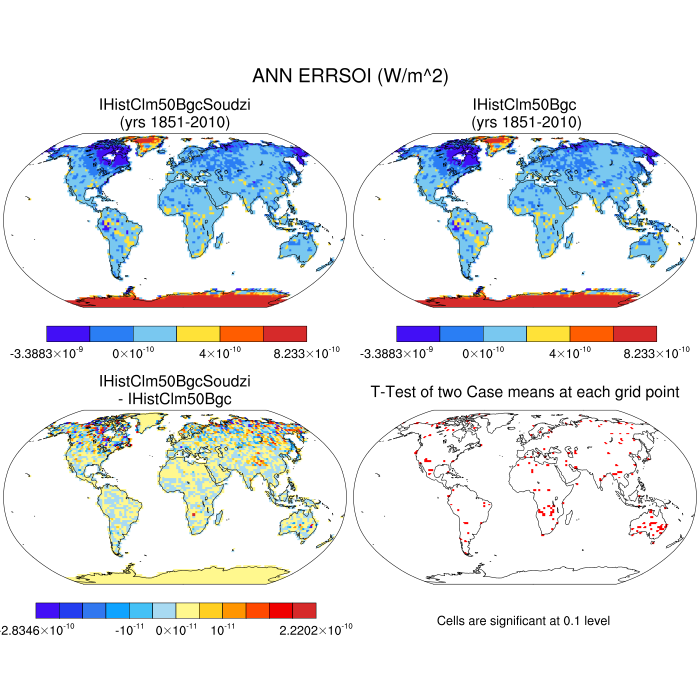 ANN ERRSOI (W/m^2)
IHistClm50BgcSoudzi
(yrs 1851-2010)
IHistClm50Bgc
(yrs 1851-2010)
-3.3883×10⁻⁹ 0×10⁻¹⁰ 4×10⁻¹⁰ 8.233×10⁻¹⁰
-3.3883×10⁻⁹ 0×10⁻¹⁰ 4×10⁻¹⁰ 8.233×10⁻¹⁰
IHistClm50BgcSoudzi
- IHistClm50Bgc
T-Test of two Case means at each grid point
-2.8346×10⁻¹⁰ -10⁻¹¹ 0×10⁻¹¹ 10⁻¹¹ 2.2202×10⁻¹⁰
Cells are significant at 0.1 level